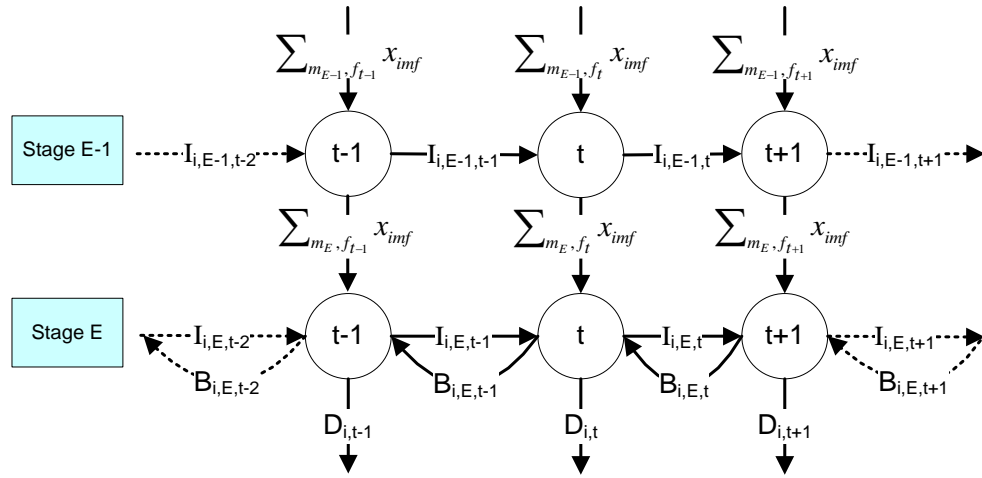 ∑m_{E-1}, f_{t-1} x_{imf} ∑m_{E-1}, f_t x_{imf} ∑m_{E-1}, f_{t+1} x_{imf}
Stage E-1 I_{i,E-1,t-2} t-1 I_{i,E-1,t-1} t I_{i,E-1,t} t+1 I_{i,E-1,t+1}
∑m_E, f_{t-1} x_{imf} ∑m_E, f_t x_{imf} ∑m_E, f_{t+1} x_{imf}
Stage E I_{i,E,t-2} t-1 I_{i,E,t-1} t I_{i,E,t} t+1 I_{i,E,t+1}
B_{i,E,t-2} B_{i,E,t-1} B_{i,E,t} B_{i,E,t+1}
D_{i,t-1} D_{i,t} D_{i,t+1}